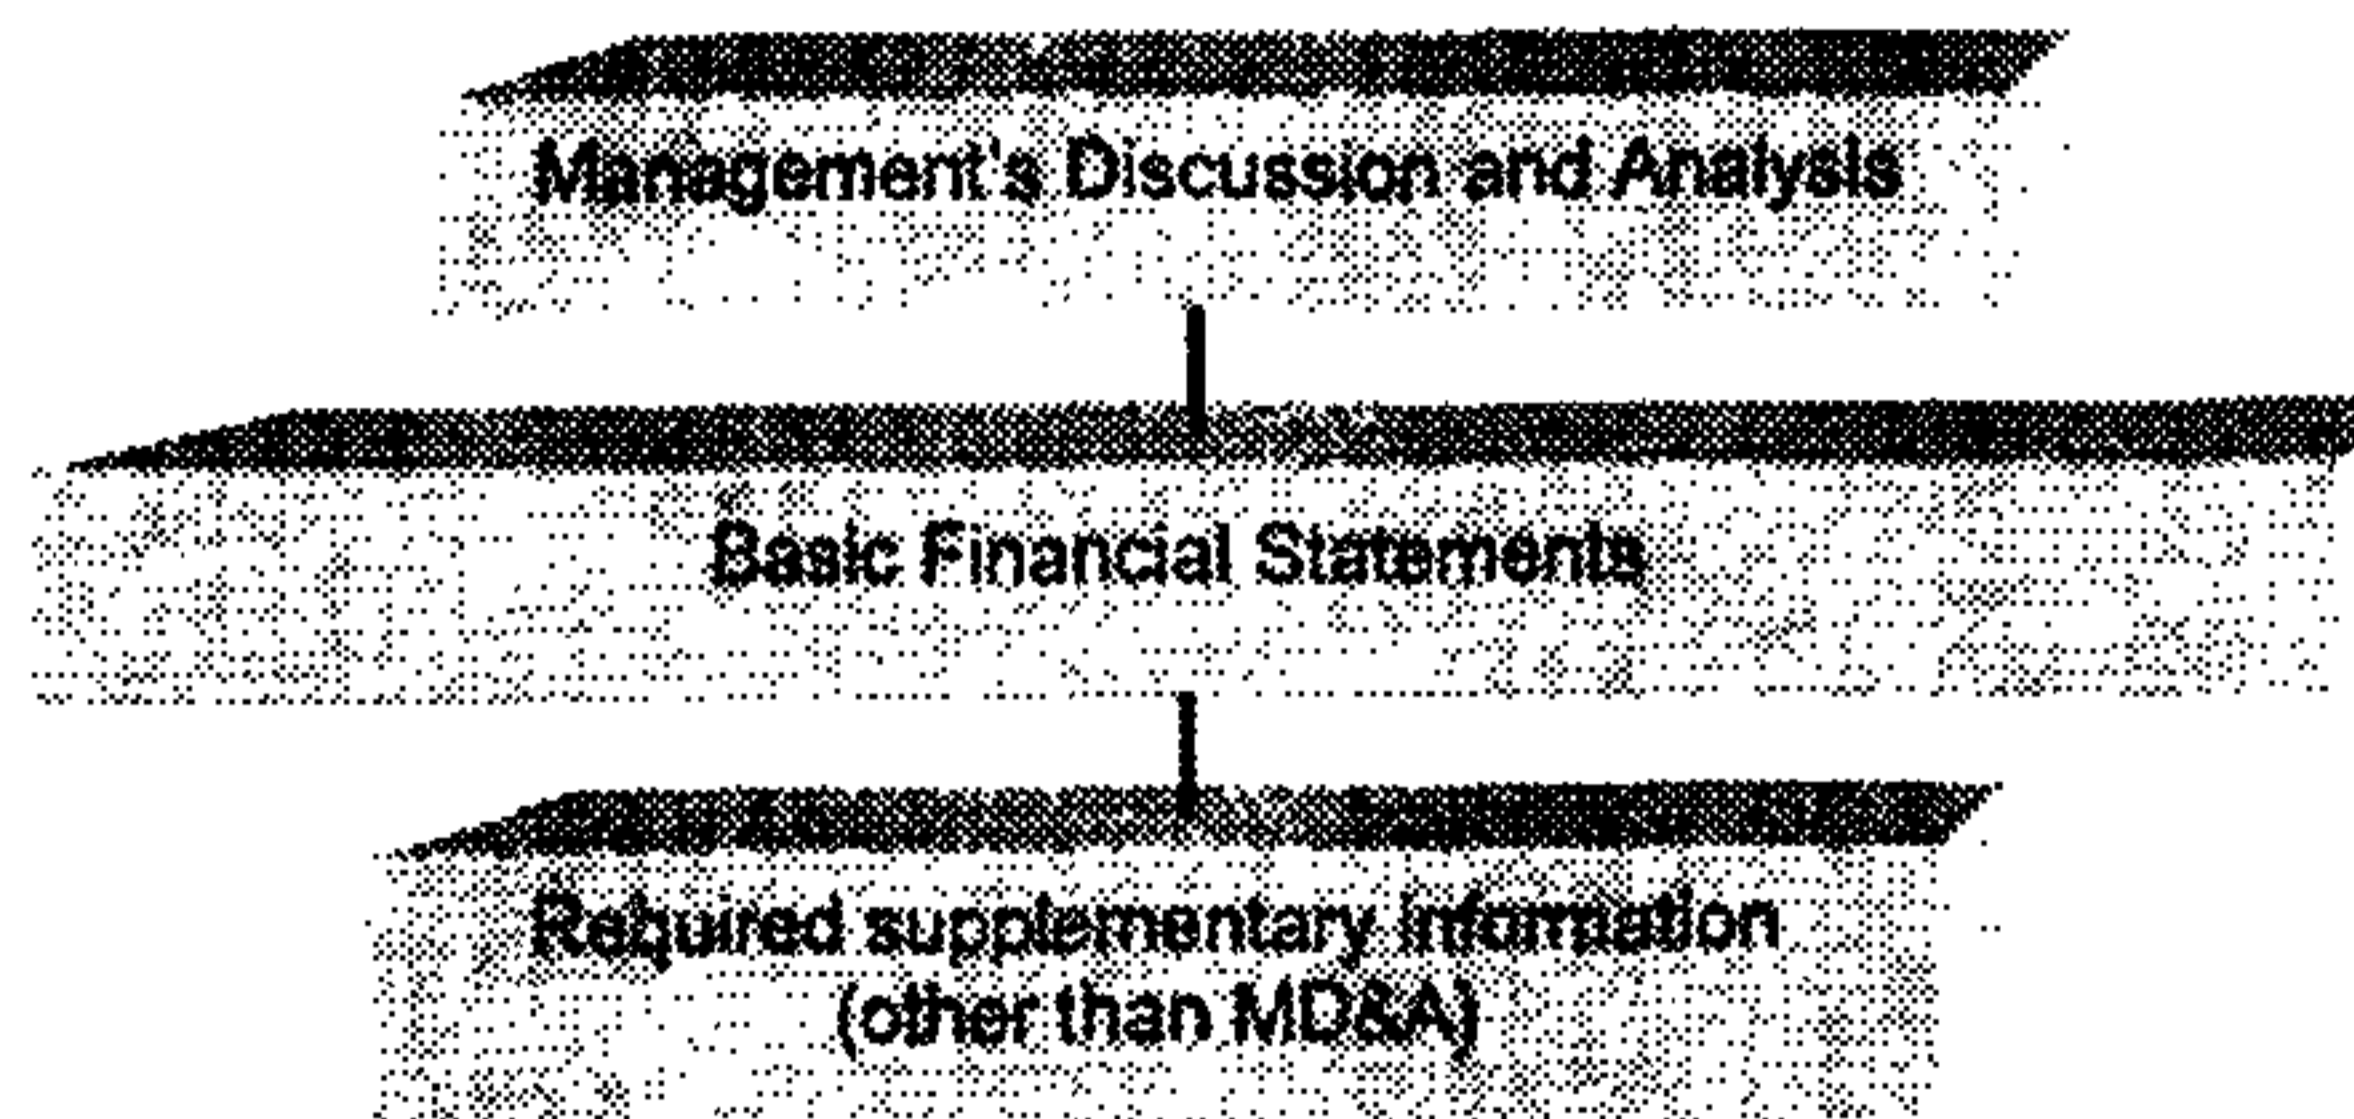 Management's Discussion and Analysis
Basic Financial Statements
Required supplementary information
(other than MD&A)